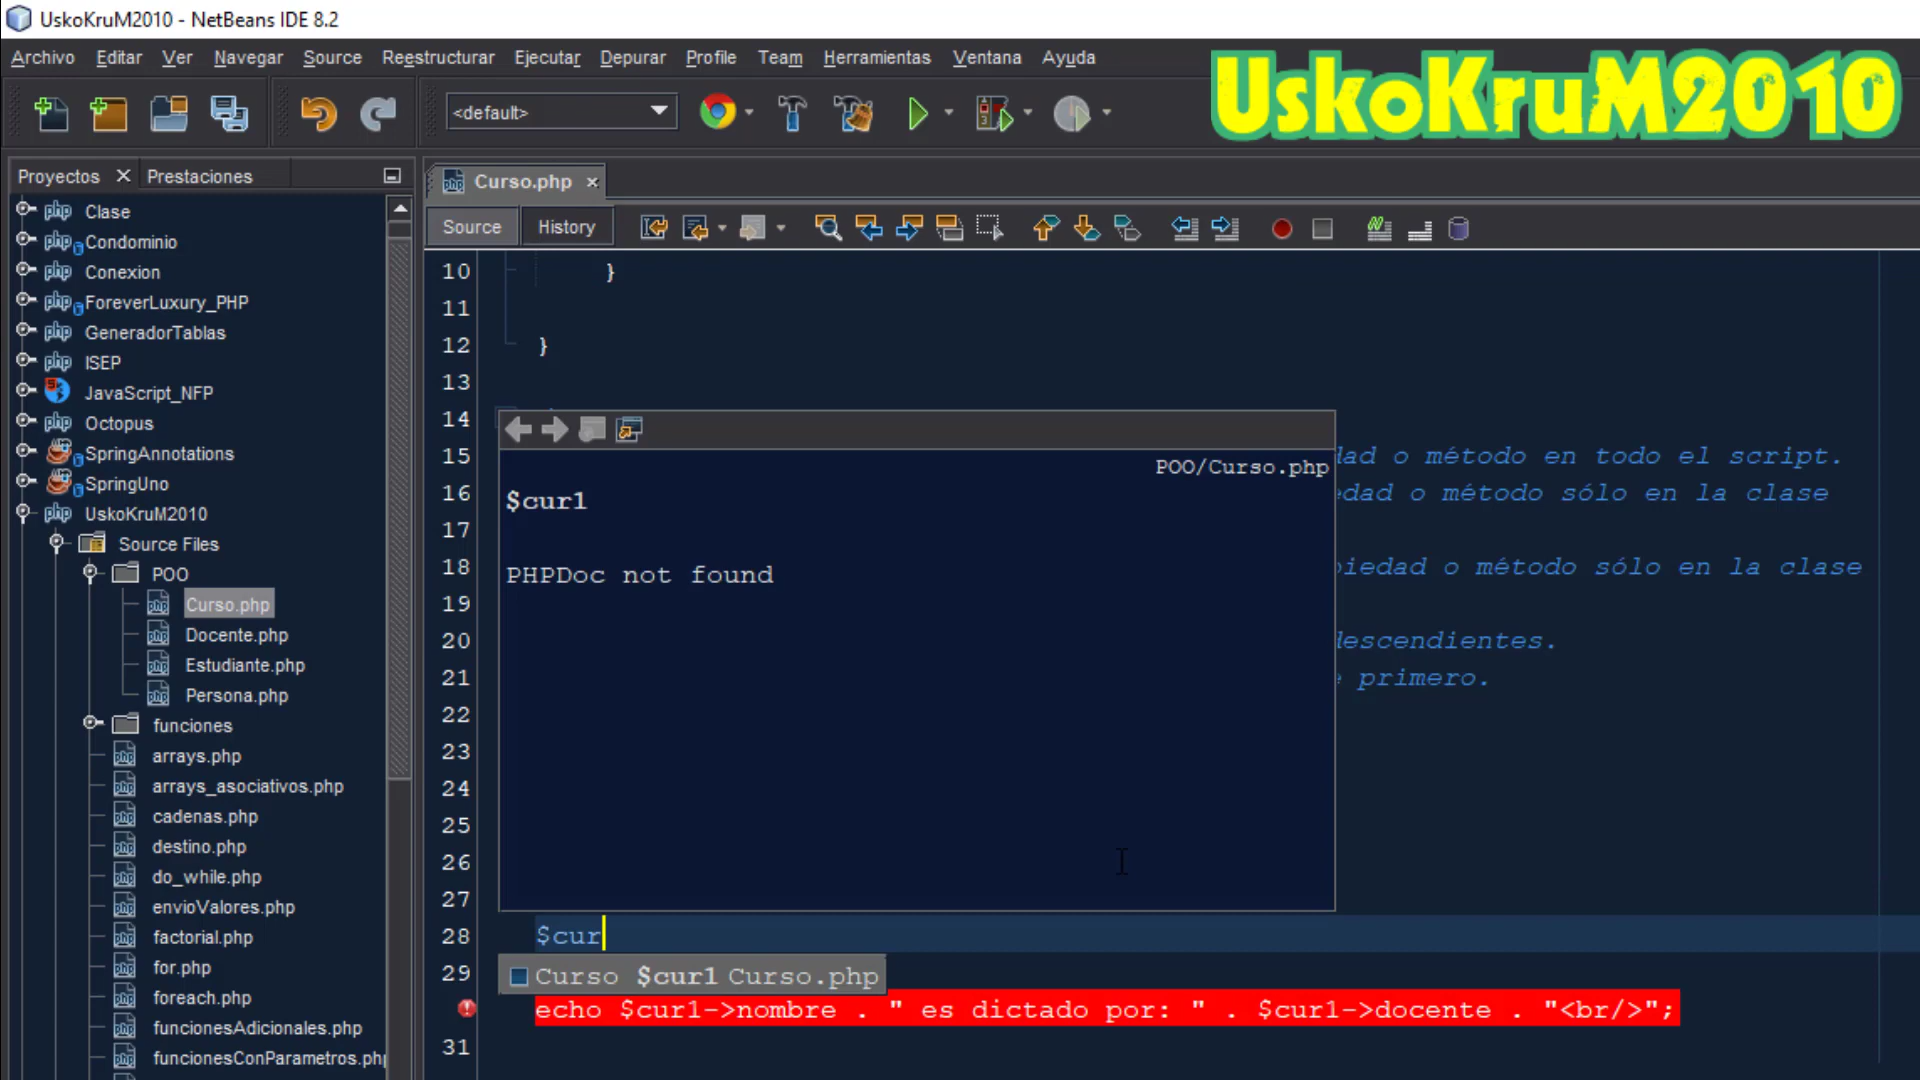 UskoKruM2010 - NetBeans IDE 8.2
Archivo Editar Ver Navegar Source Reestructurar Ejecutar Depurar Profile Team Herramientas Ventana Ayuda
UskoKruM2010
<default>
Proyectos Prestaciones
Curso.php
Source History
Clase
Condominio
Conexion
ForeverLuxury_PHP
GeneradorTablas
ISEP
JavaScript_NFP
Octopus
SpringAnnotations
SpringUno
UskoKruM2010
Source Files
POO
Curso.php
Docente.php
Estudiante.php
Persona.php
funciones
arrays.php
arrays_asociativos.php
cadenas.php
destino.php
do_while.php
envioValores.php
factorial.php
for.php
foreach.php
funcionesAdicionales.php
funcionesConParametros.php
10 }
11
12 }
13
14
15 dad o método en todo el script.
16 edad o método sólo en la clase
17
18 piedad o método sólo en la clase
19
20 descendientes.
21 primero.
22
23
24
25
26
27
POO/Curso.php
$cur1
PHPDoc not found
28 $cur
29
Curso $cur1 Curso.php
echo $cur1->nombre . " es dictado por: " . $cur1->docente . "<br/>";
31